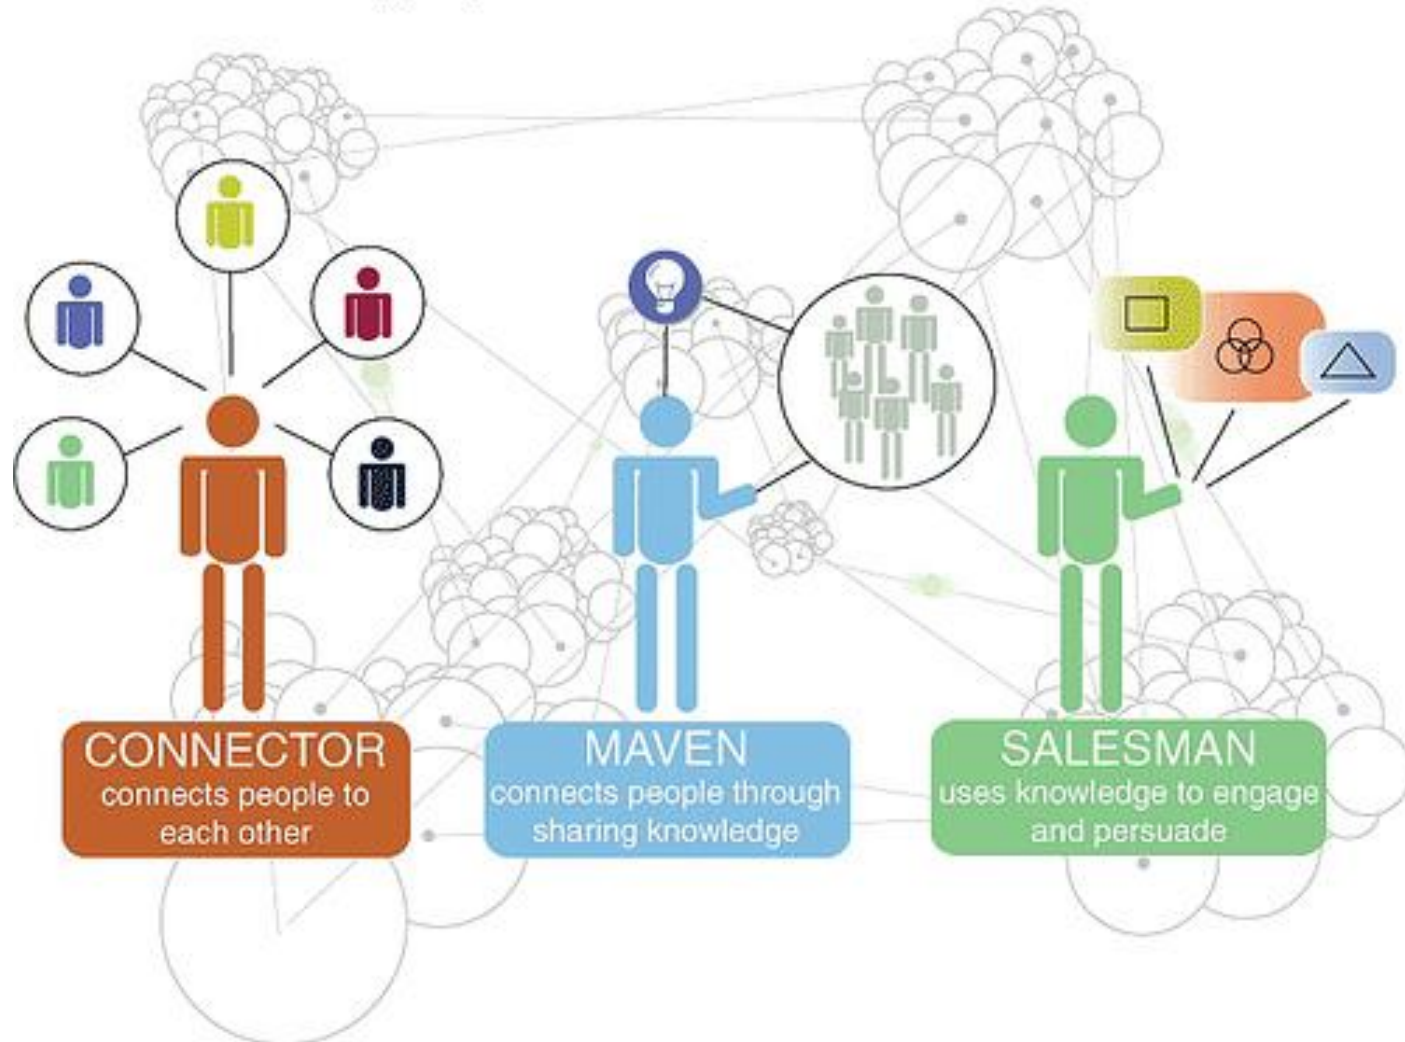 CONNECTOR
connects people to
each other
MAVEN
connects people through
sharing knowledge
SALESMAN
uses knowledge to engage
and persuade